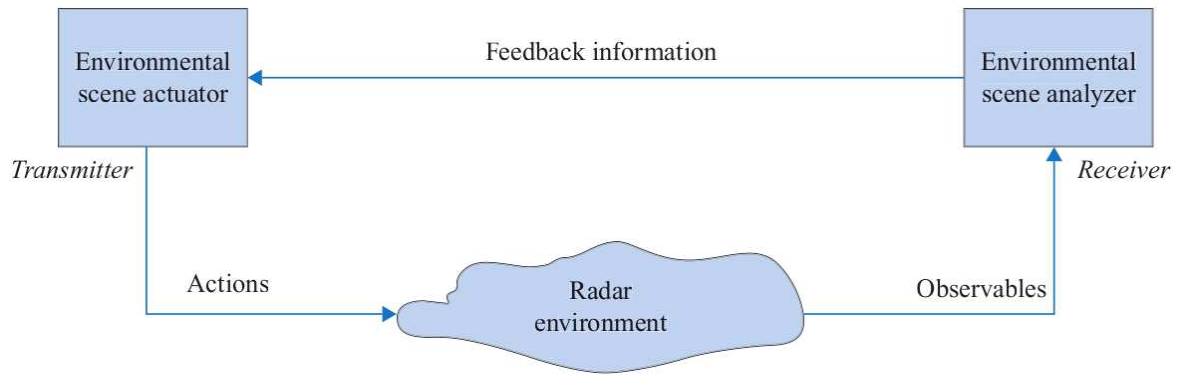 Environmental
scene actuator
Feedback information
Environmental
scene analyzer
Transmitter
Receiver
Actions
Radar
environment
Observables